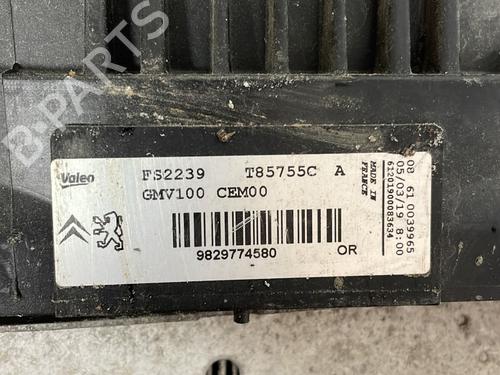 B-PARTS
Valeo
FS2239 T85755C A
GMV100 CEM00
9829774580
OR
MADE IN
FRANCE
08 61 0039965
05/03/19 8:00
6122019000083634